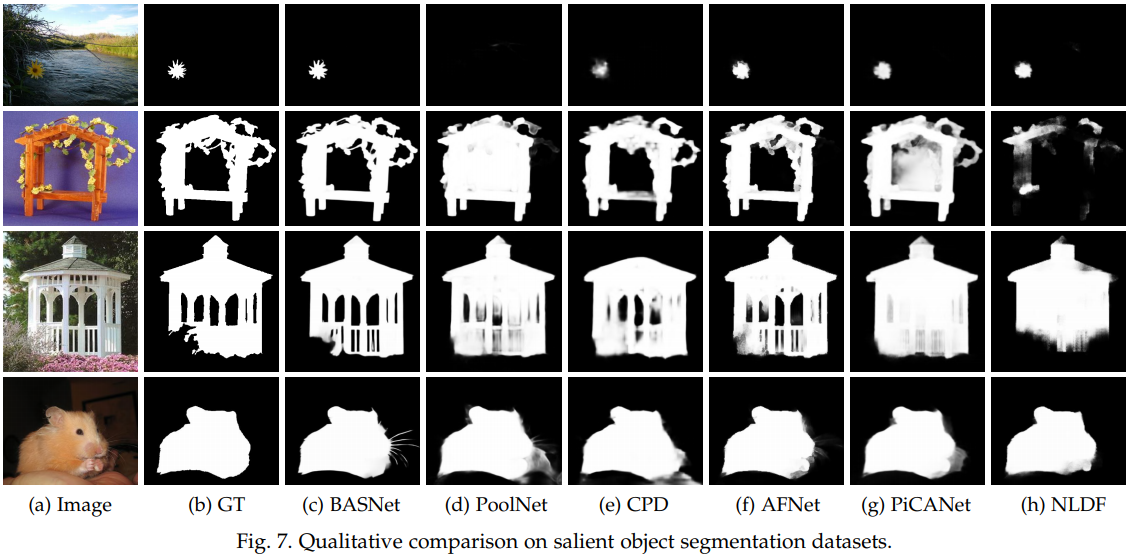 (a) Image (b) GT (c) BASNet (d) PoolNet (e) CPD (f) AFNet (g) PiCANet (h) NLDF
Fig. 7. Qualitative comparison on salient object segmentation datasets.